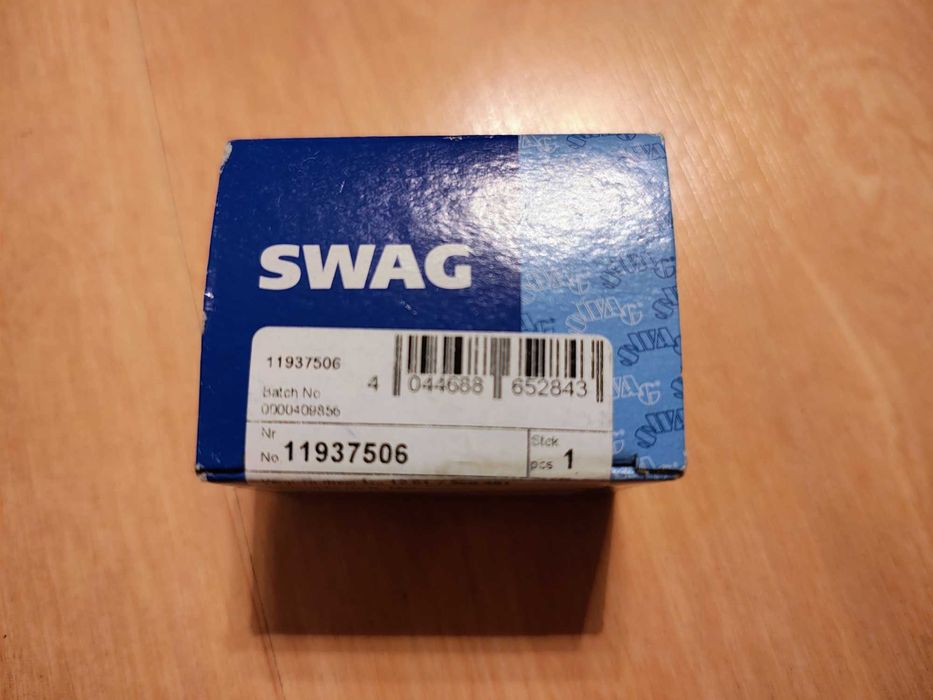 SWAG
11937506
4 044688 652843
Batch No
0000409856
Nr
No. 11937506
Stck
pcs 1